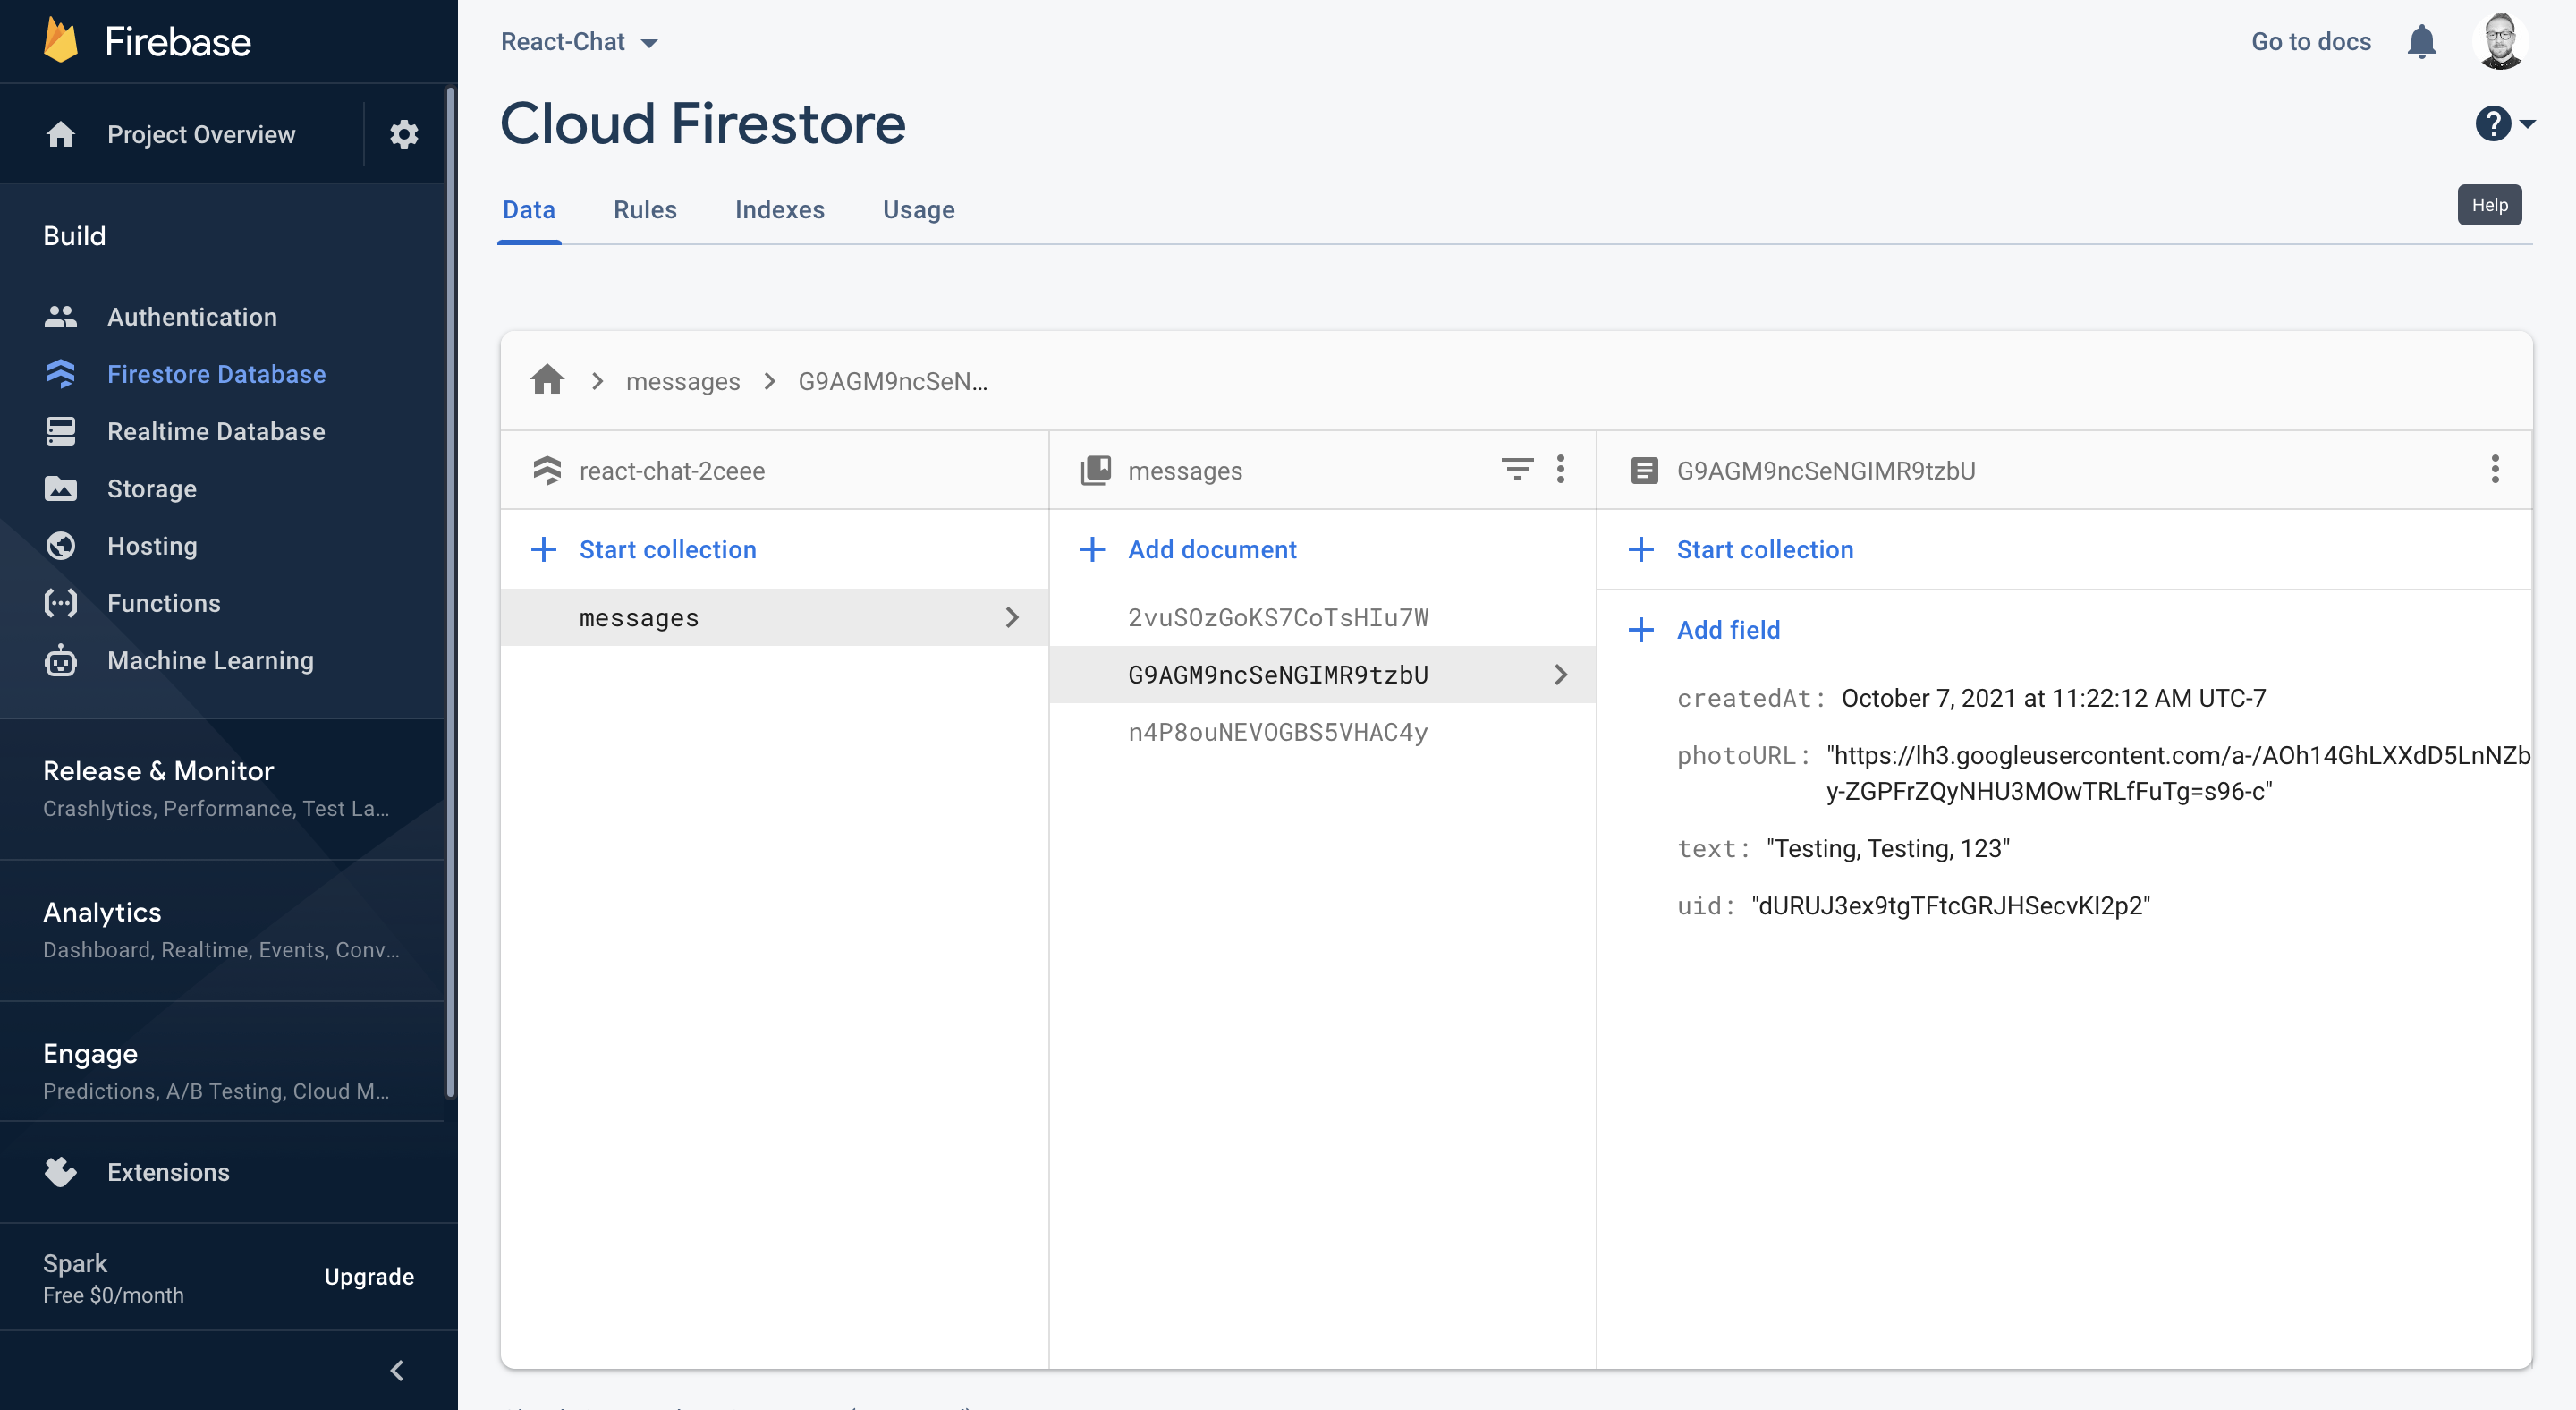 Firebase
Project Overview
Build
Authentication
Firestore Database
Realtime Database
Storage
Hosting
Functions
Machine Learning
Release & Monitor
Crashlytics, Performance, Test La...
Analytics
Dashboard, Realtime, Events, Conv...
Engage
Predictions, A/B Testing, Cloud M...
Extensions
Spark
Free $0/month
Upgrade
React-Chat
Go to docs
Cloud Firestore
Data Rules Indexes Usage
Help
messages G9AGM9ncSeN...
react-chat-2ceee
Start collection
messages
messages
Add document
2vuSOzGoKS7CoTsHIu7W
G9AGM9ncSeNGIMR9tzbU
n4P8ouNEVOGBS5VHAC4y
G9AGM9ncSeNGIMR9tzbU
Start collection
Add field
createdAt: October 7, 2021 at 11:22:12 AM UTC-7
photoURL: "https://lh3.googleusercontent.com/a-/AOh14GhLXXdD5LnNZb
y-ZGPFrZQyNHU3MOwTRLfFuTg=s96-c"
text: "Testing, Testing, 123"
uid: "dURUJ3ex9tgTFtcGRJHSecvKI2p2"